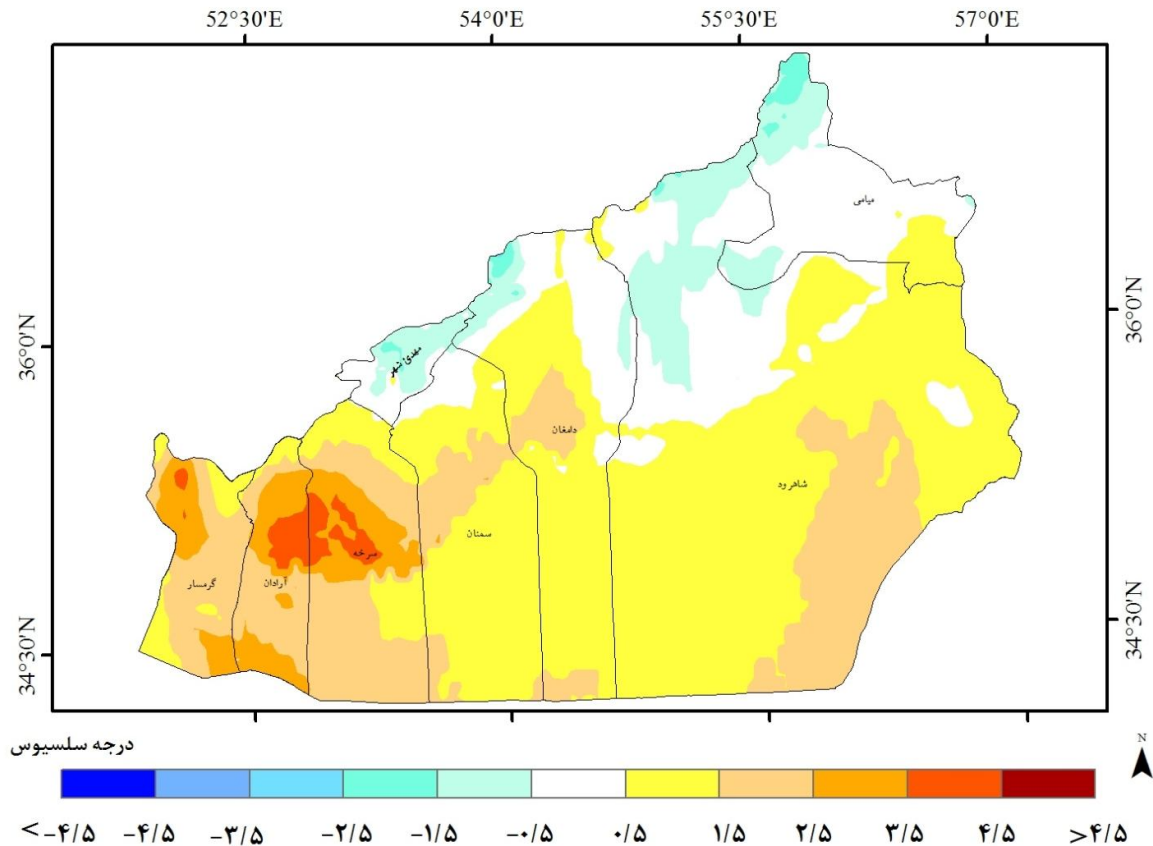 52°30'E 54°0'E 55°30'E 57°0'E
میامی
36°0'N
36°0'N
مهدی شهر
دامغان
شاهرود
سمنان
سرخه
آرادان
گرمسار
34°30'N
34°30'N
درجه سلسیوس
N
< -۴/۵ -۴/۵ -۳/۵ -۲/۵ -۱/۵ -۰/۵ ۰/۵ ۱/۵ ۲/۵ ۳/۵ ۴/۵ >۴/۵